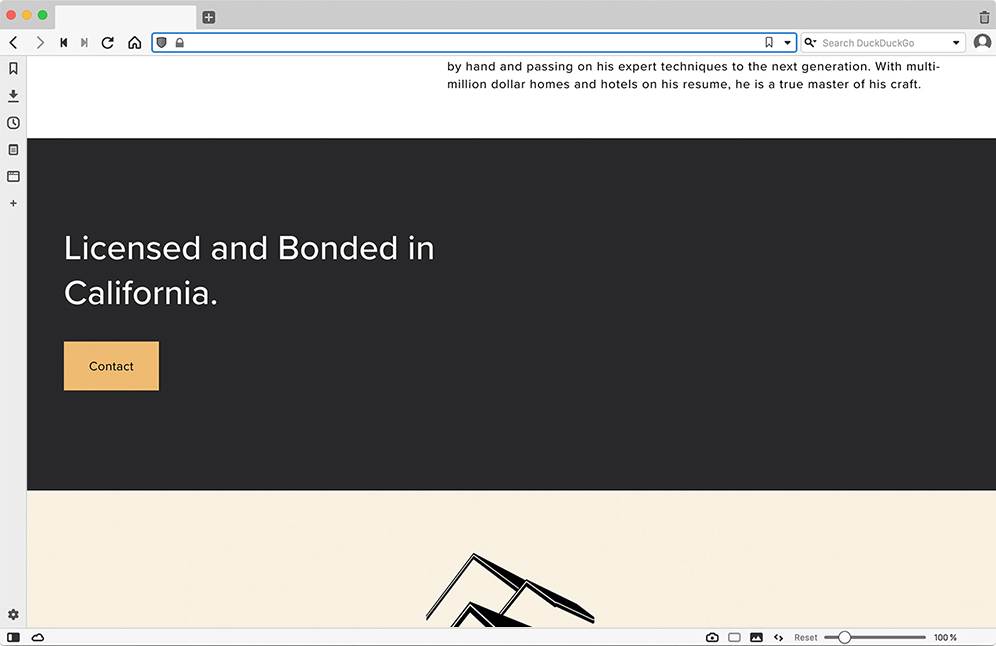 Search DuckDuckGo
by hand and passing on his expert techniques to the next generation. With multi-
million dollar homes and hotels on his resume, he is a true master of his craft.
Licensed and Bonded in
California.
Contact
Reset
100 %